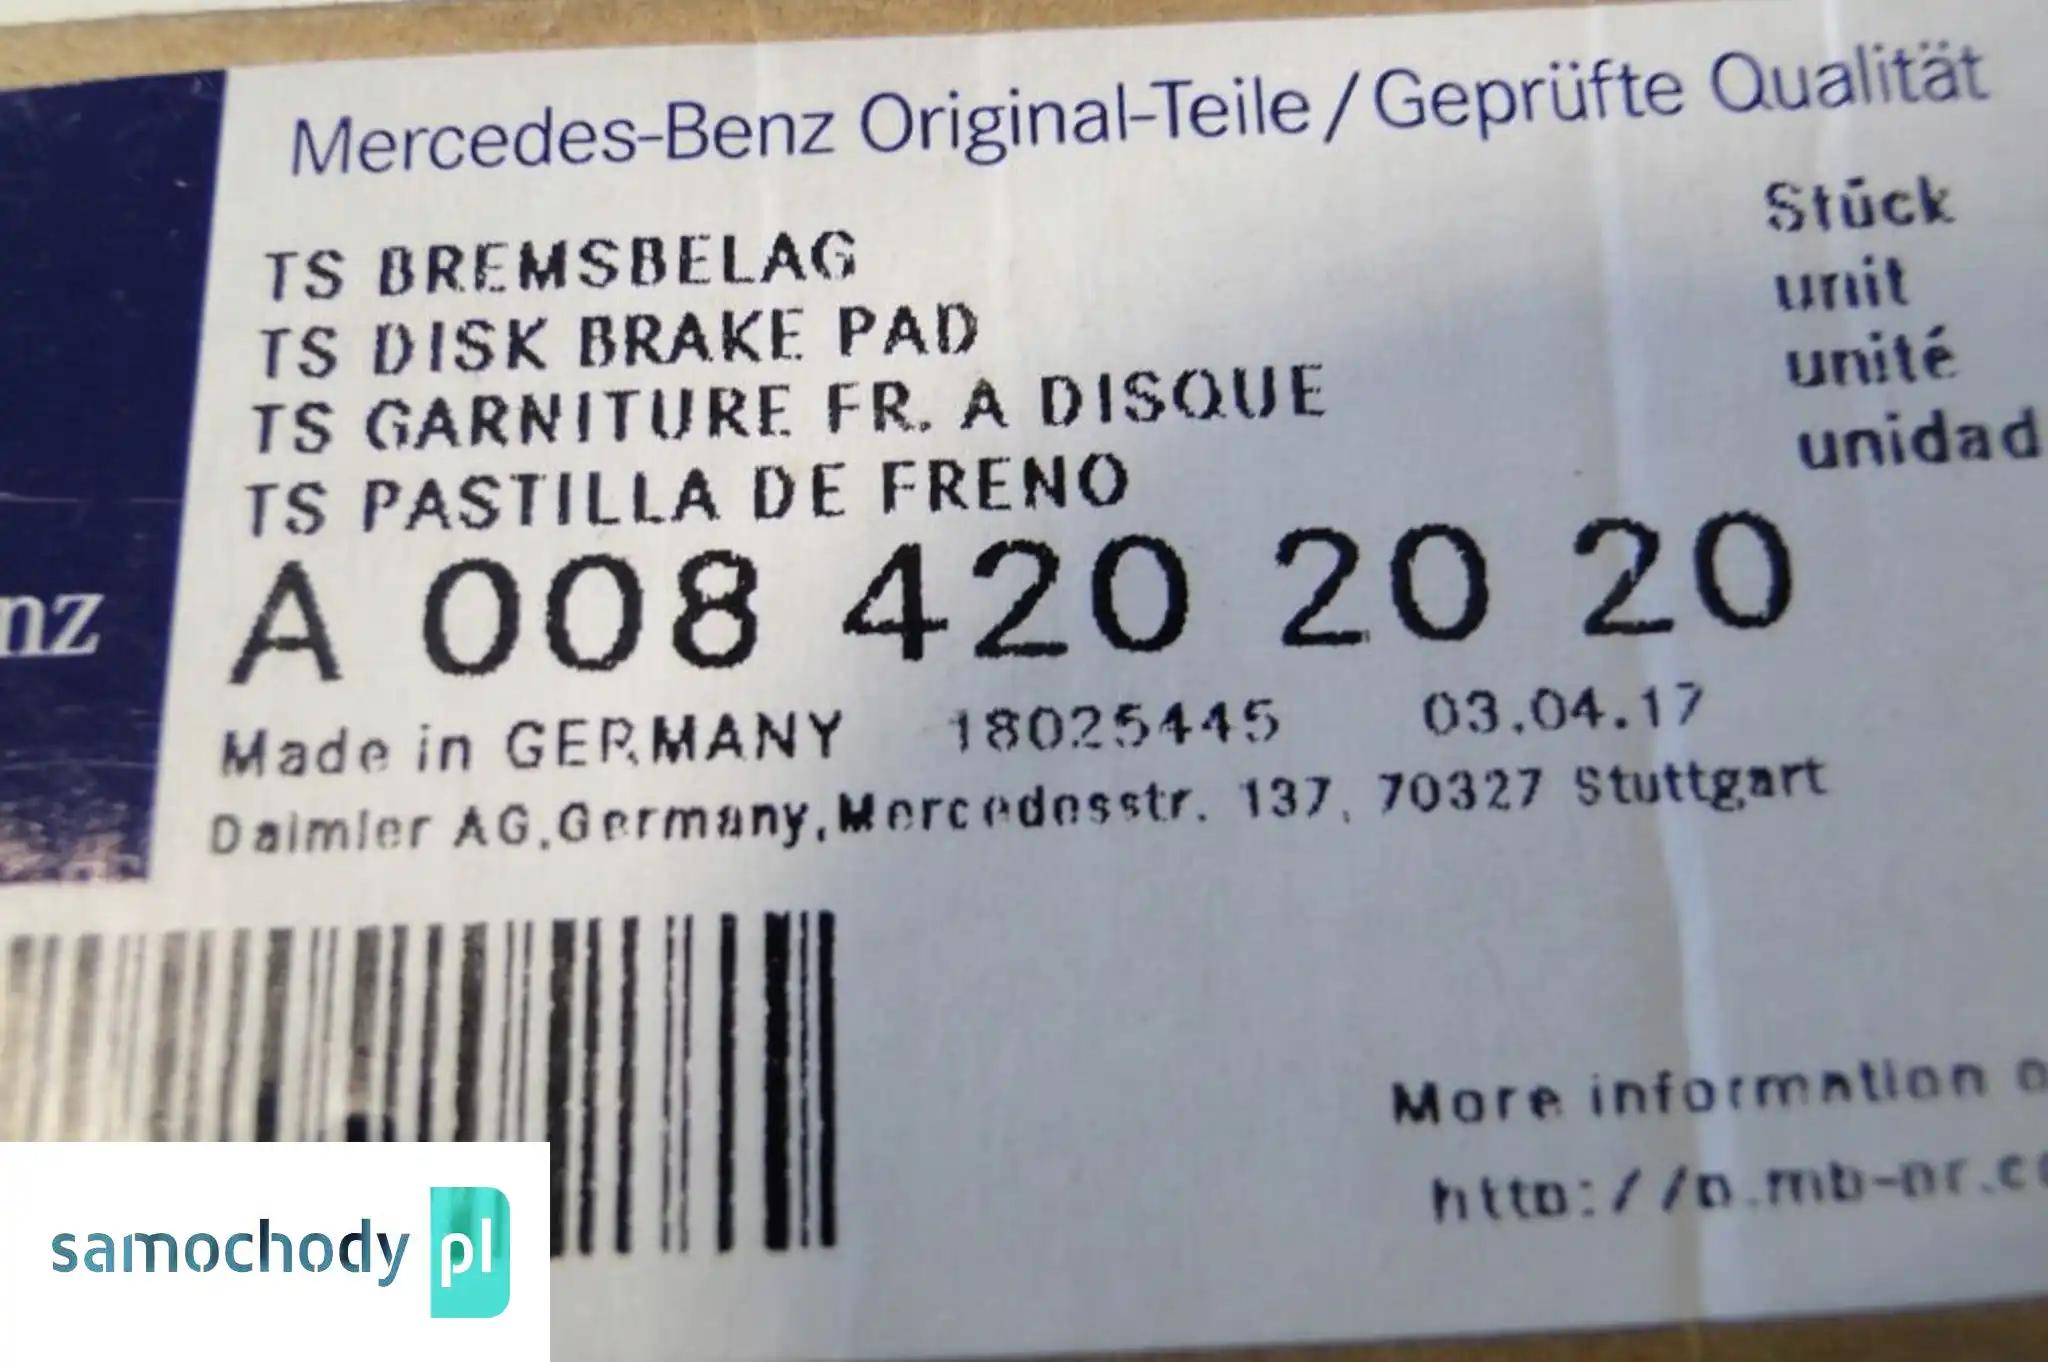 Mercedes-Benz Original-Teile / Geprüfte Qualität
Stück
unit
unité
unidad
TS BREMSBELAG
TS DISK BRAKE PAD
TS GARNITURE FR. A DISQUE
TS PASTILLA DE FRENO
A 008 420 20 20
nz
Made in GERMANY 18025445 03.04.17
Daimler AG,Germany,Mercedesstr. 137, 70327 Stuttgart
More information
samochody pl